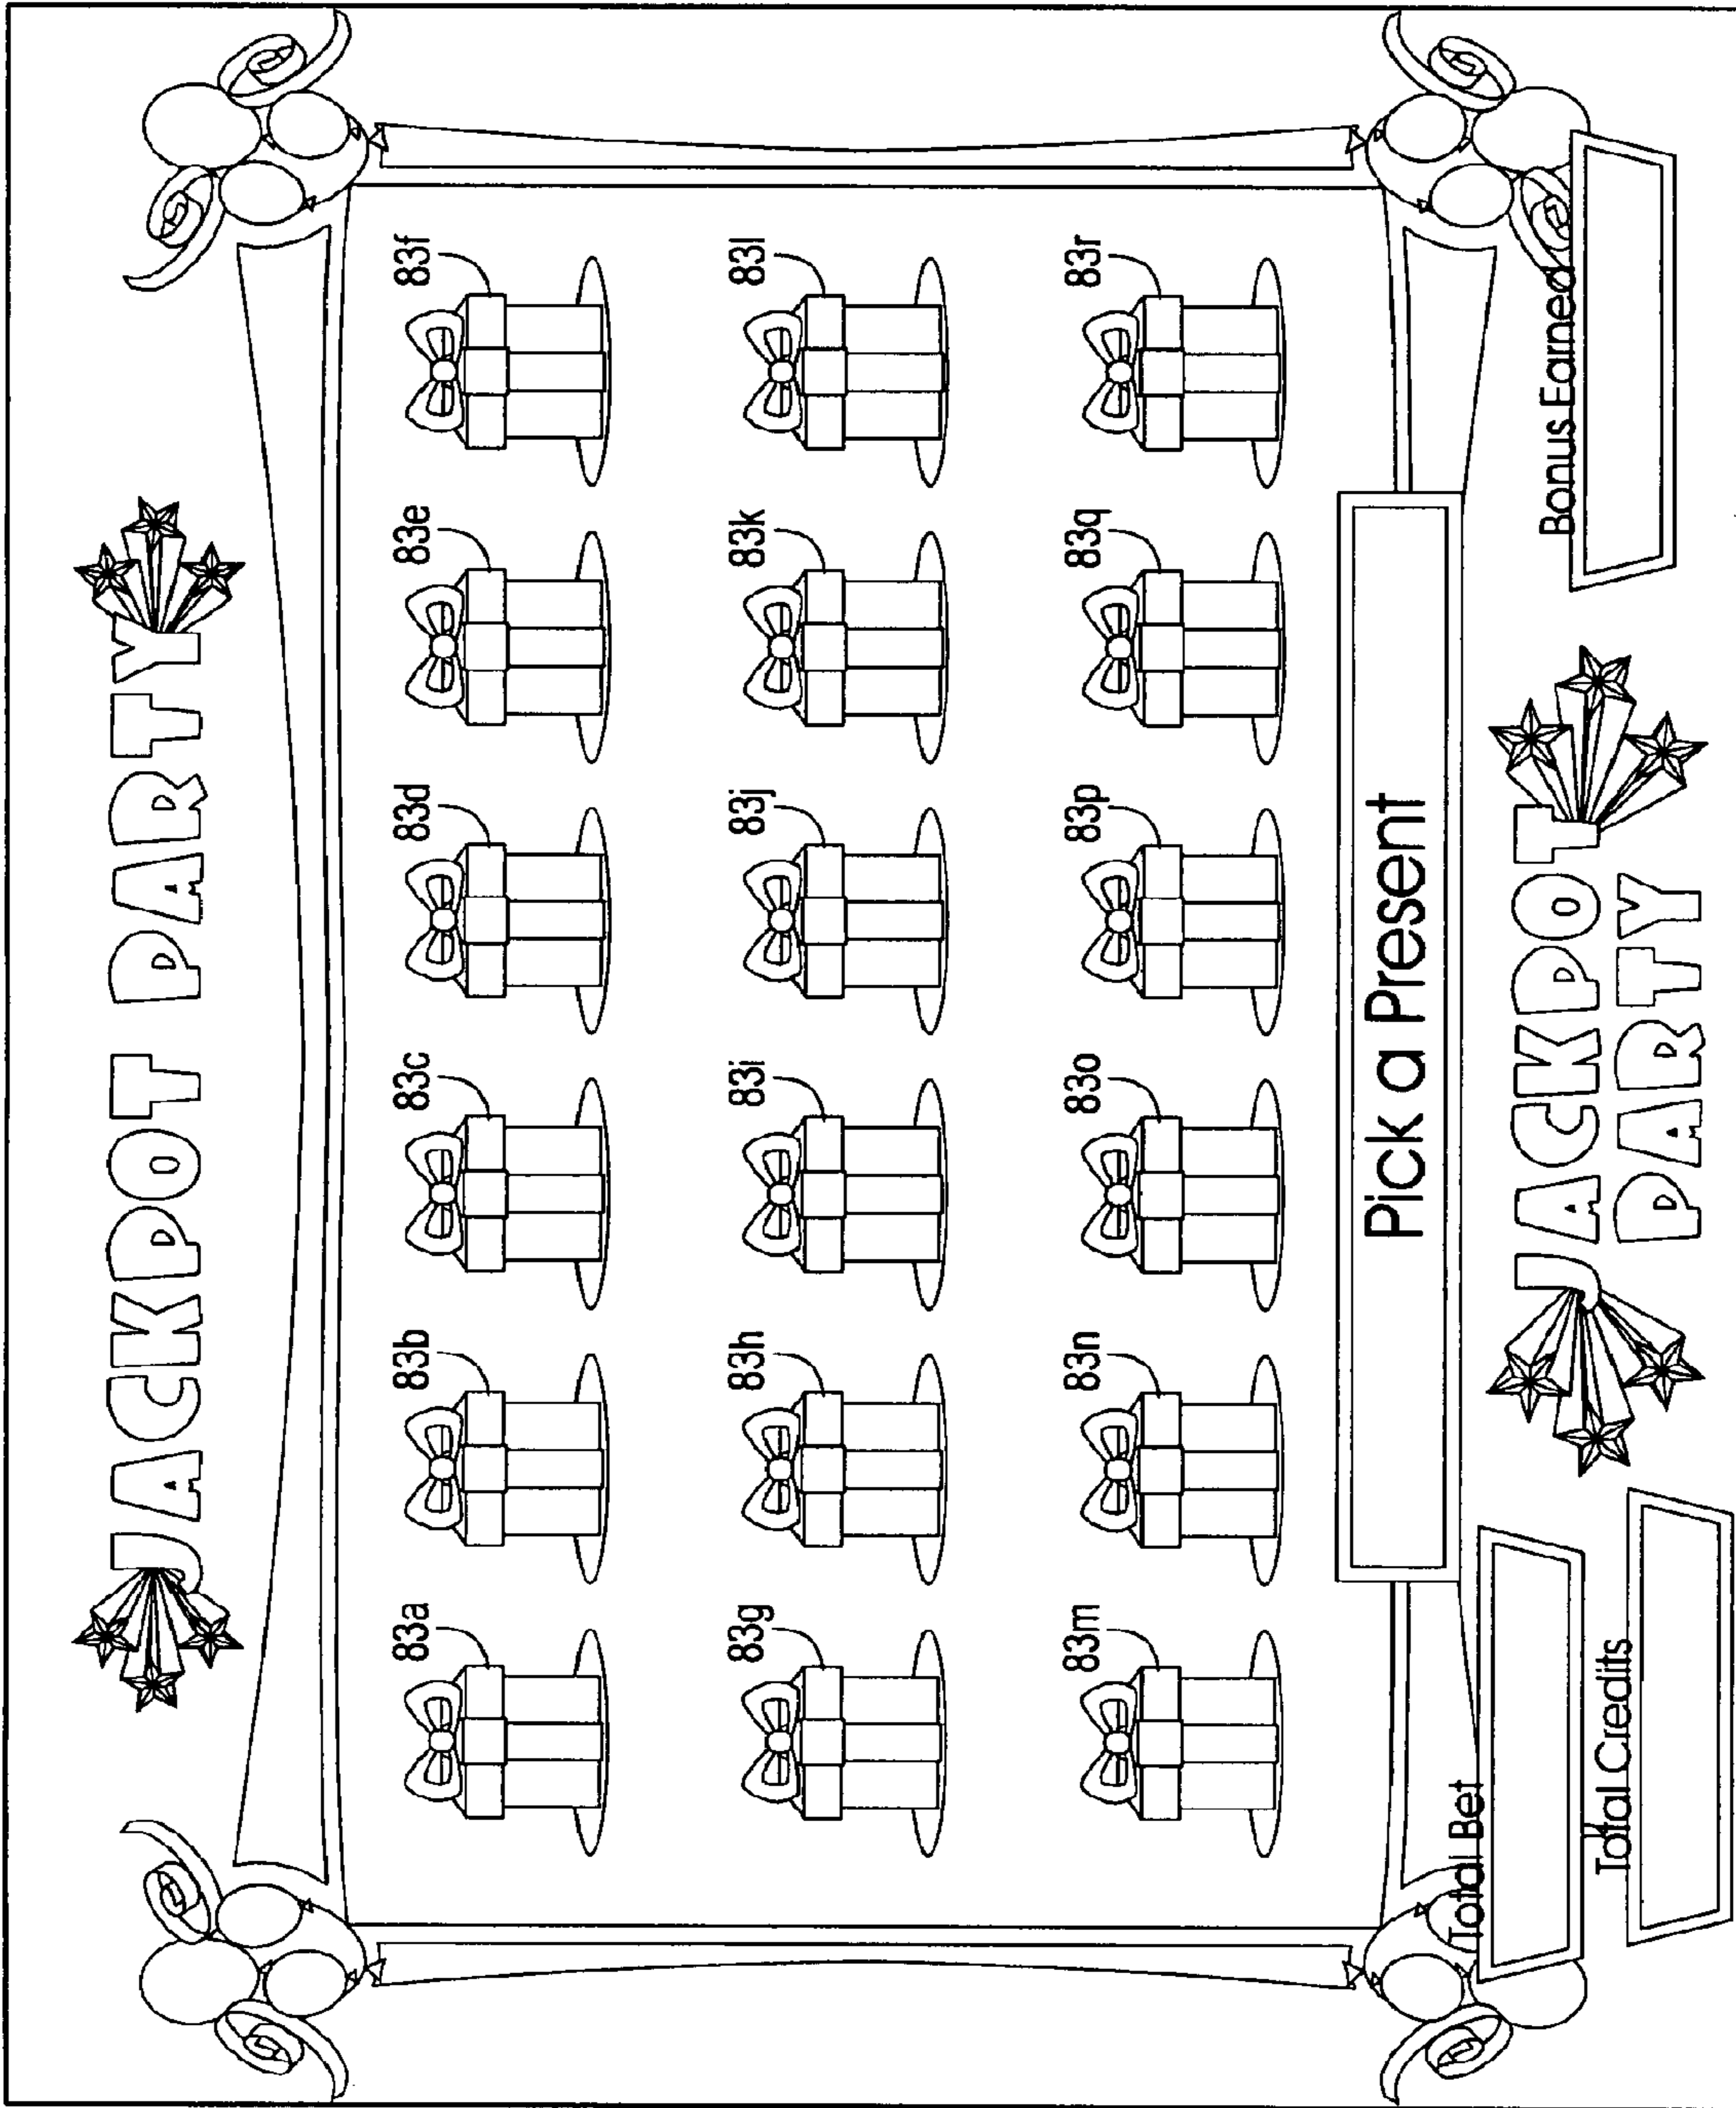 JACKPOT PARTY
83a 83b 83c 83d 83e 83f
83g 83h 83i 83j 83k 83l
83m 83n 83o 83p 83q 83r
Pick a Present
Total Bet
Total Credits
JACKPOT
PARTY
Bonus Earned